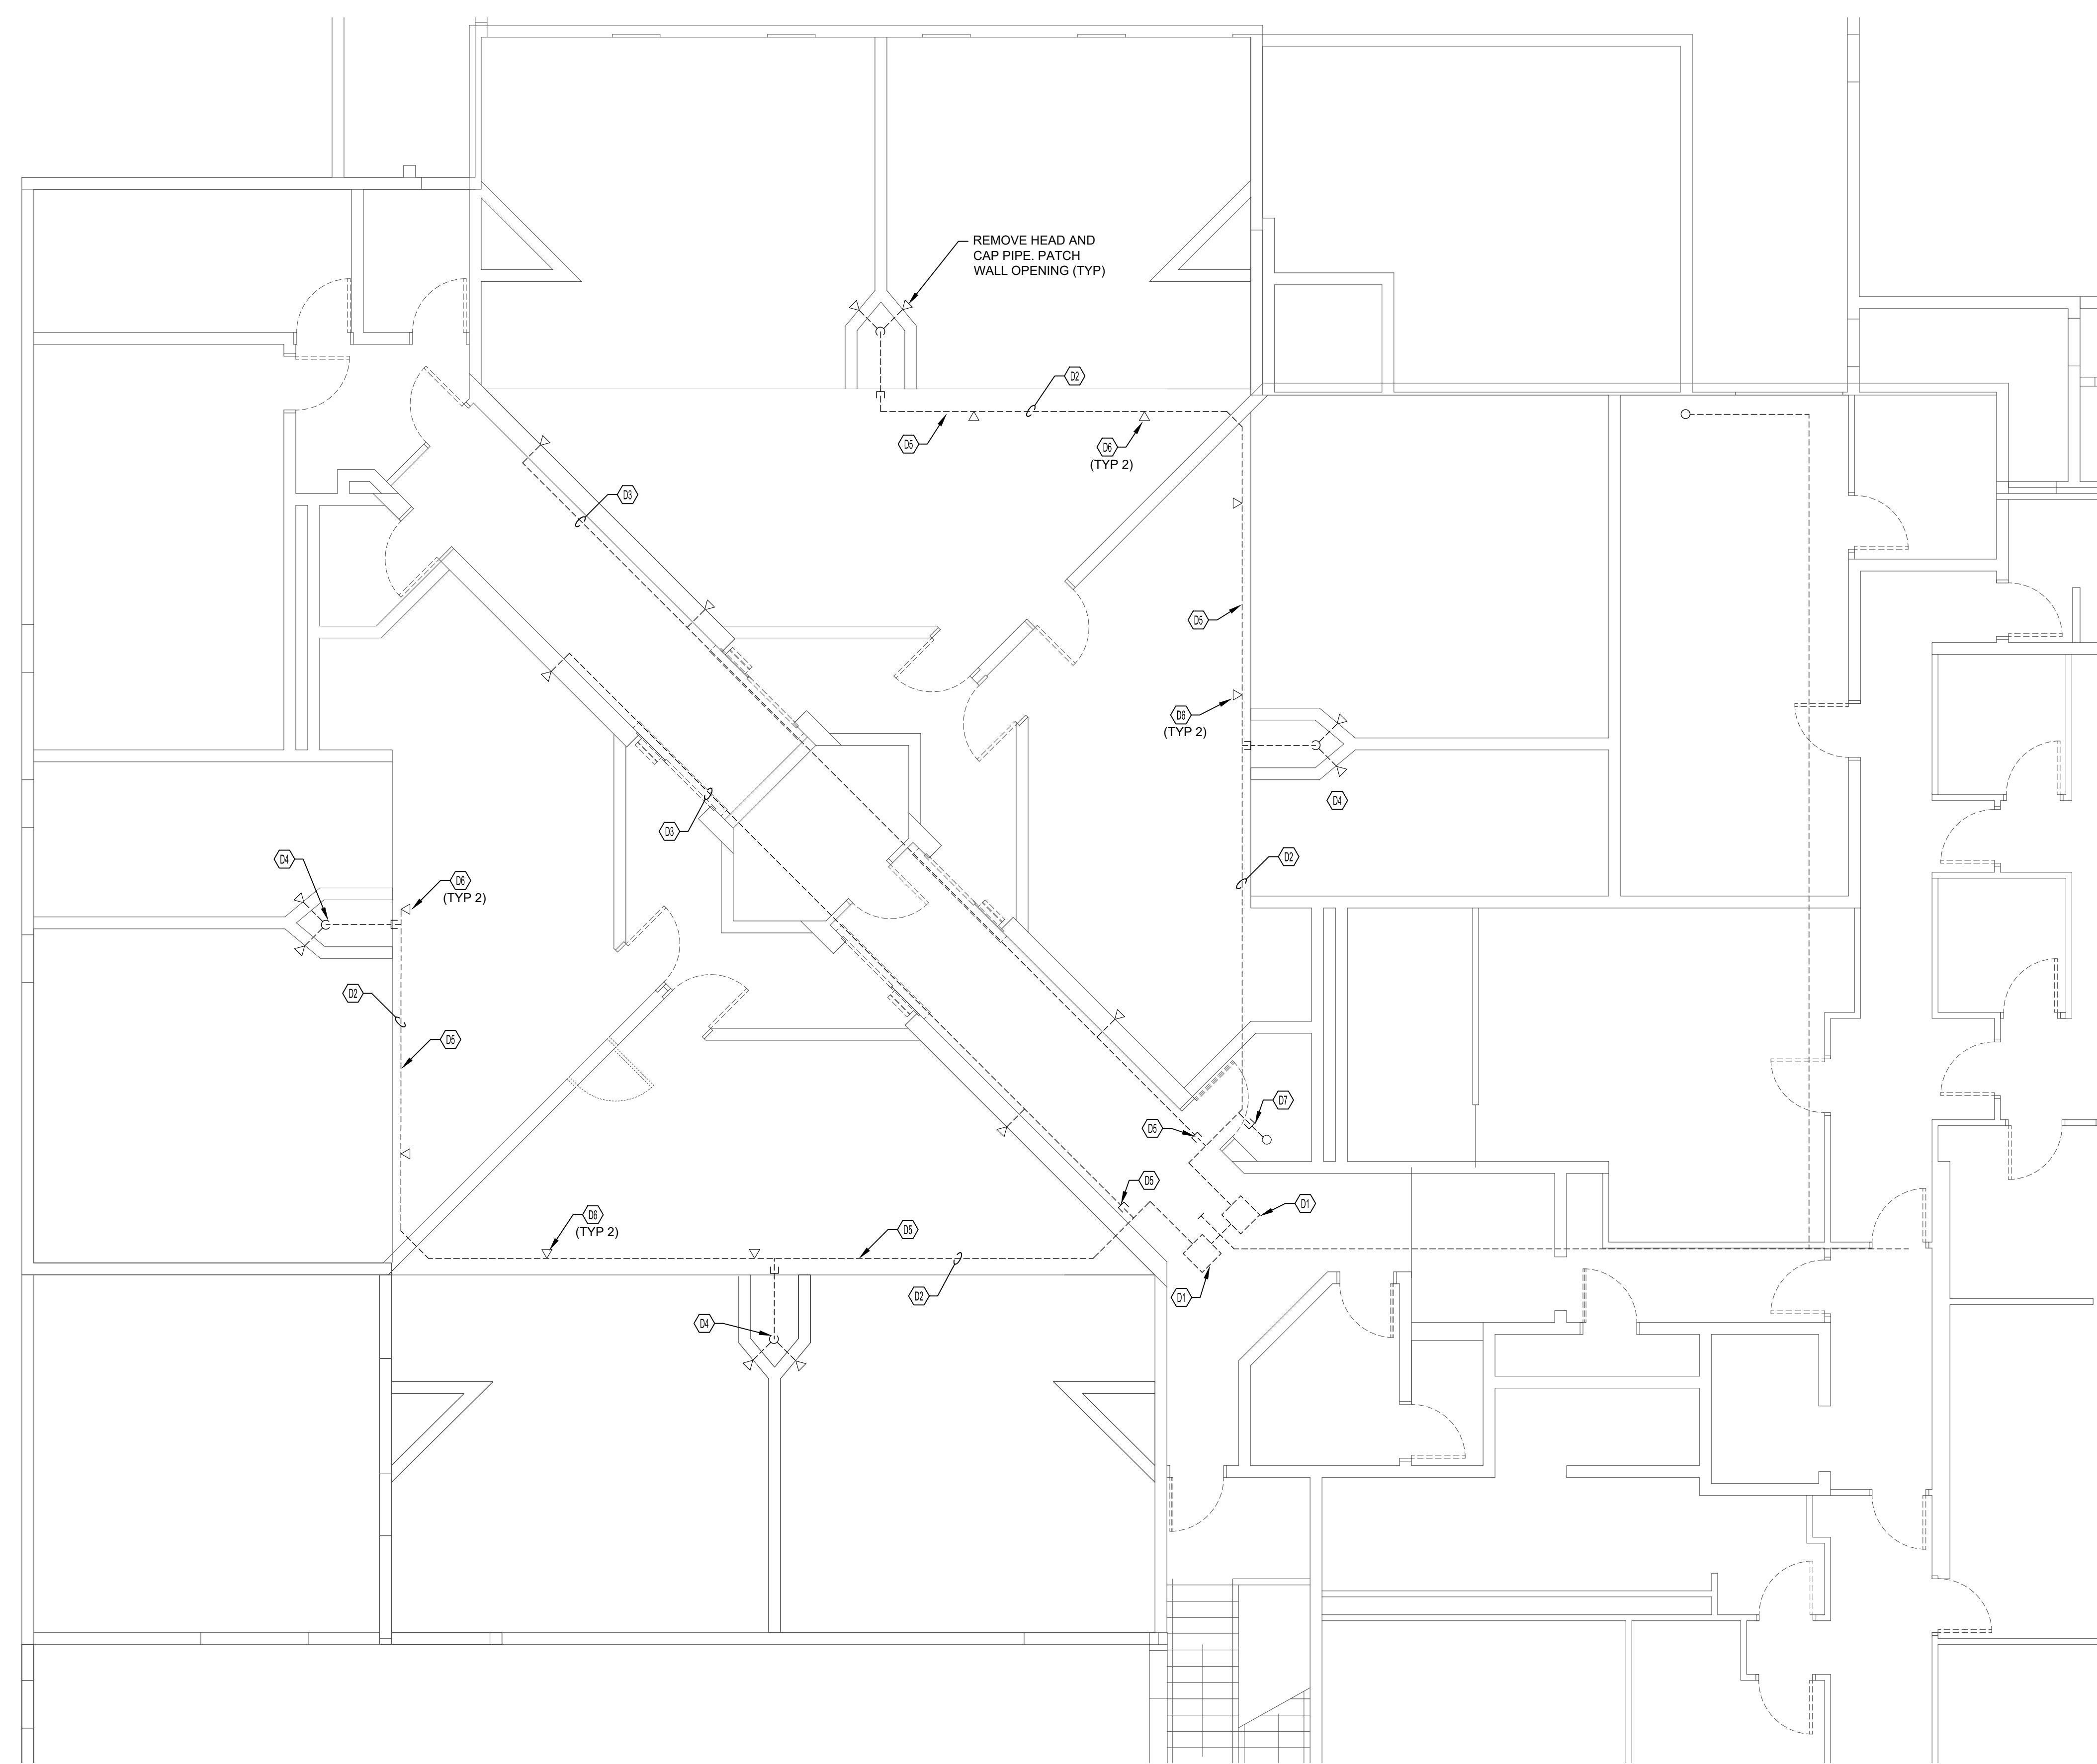 REMOVE HEAD AND
CAP PIPE. PATCH
WALL OPENING (TYP)
D2
D5
D6
(TYP 2)
D3
D5
D6
(TYP 2)
D4
D3
D2
D4
D6
(TYP 2)
D2
D5
D7
D5
D5
D1
D6
(TYP 2)
D5
D2
D1
D4